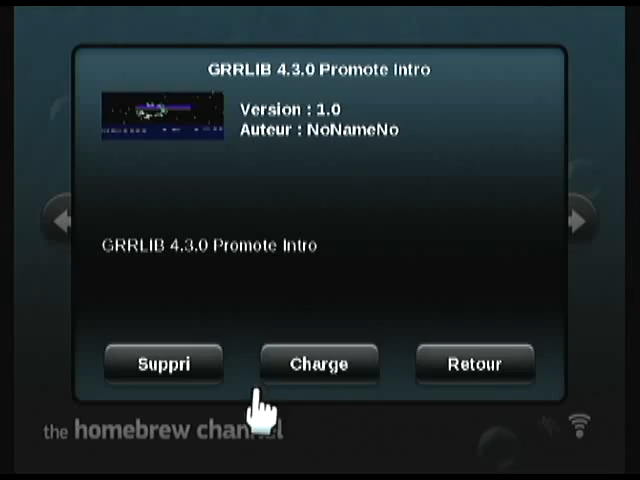 GRRLIB 4.3.0 Promote Intro
Version : 1.0
Auteur : NoNameNo
GRRLIB 4.3.0 Promote Intro
Suppri
Charge
Retour
the homebrew channel